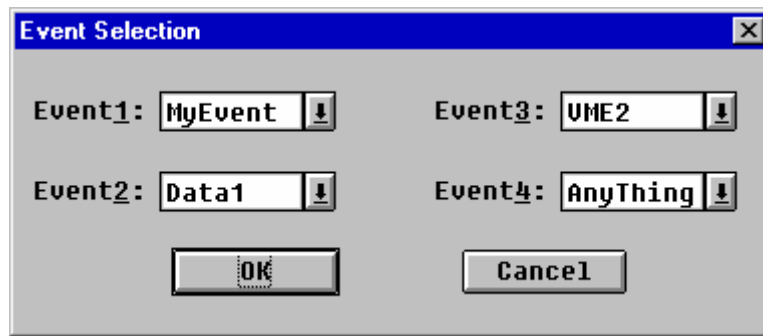 Event Selection
Event1: MyEvent Event3: VME2
Event2: Data1 Event4: AnyThing
OK Cancel